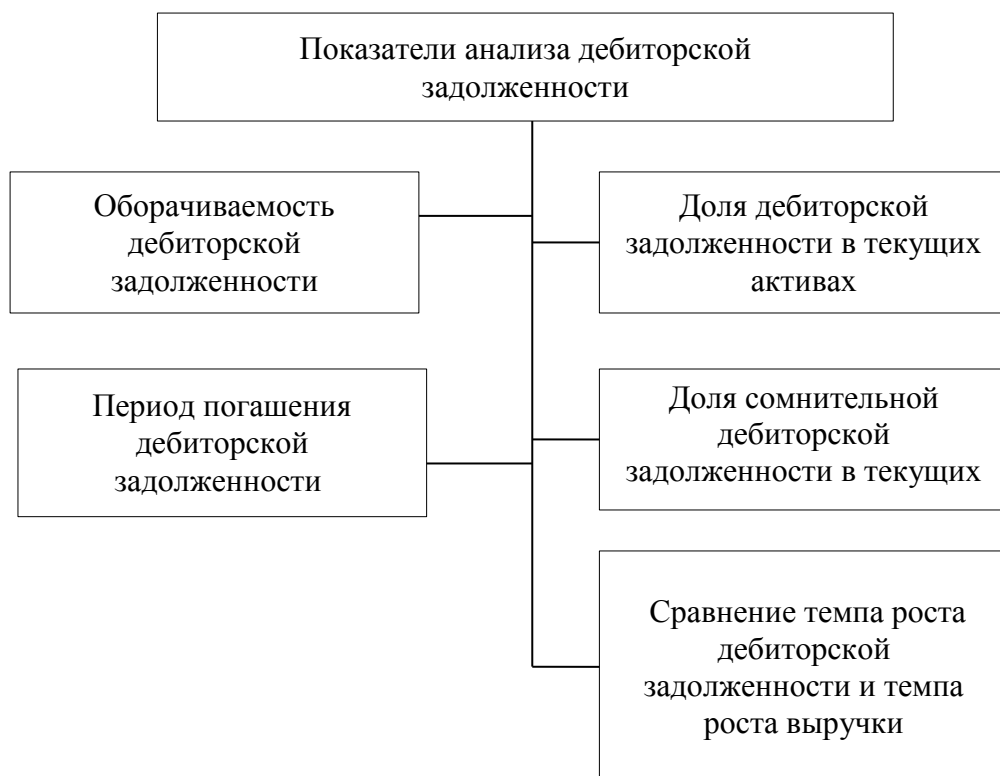 Показатели анализа дебиторской
задолженности
Оборачиваемость
дебиторской
задолженности
Доля дебиторской
задолженности в текущих
активах
Период погашения
дебиторской
задолженности
Доля сомнительной
дебиторской
задолженности в текущих
Сравнение темпа роста
дебиторской
задолженности и темпа
роста выручки